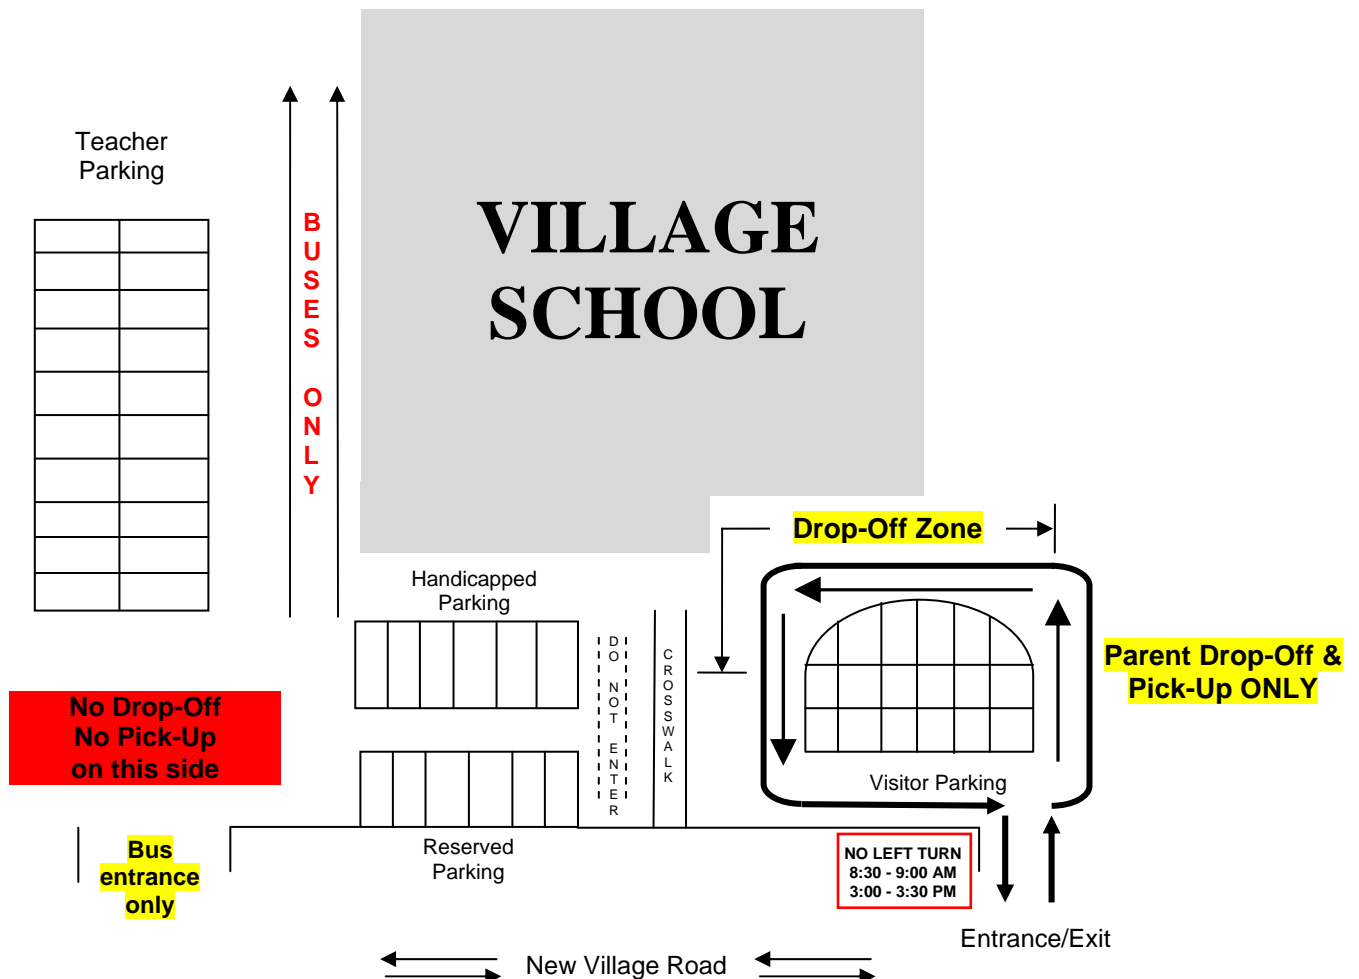 VILLAGE
SCHOOL
Teacher
Parking
BUSES ONLY
Drop-Off Zone
Handicapped
Parking
DO NOT ENTER
CROSSWALK
Parent Drop-Off &
Pick-Up ONLY
No Drop-Off
No Pick-Up
on this side
Visitor Parking
Reserved
Parking
Bus
entrance
only
NO LEFT TURN
8:30 - 9:00 AM
3:00 - 3:30 PM
Entrance/Exit
New Village Road